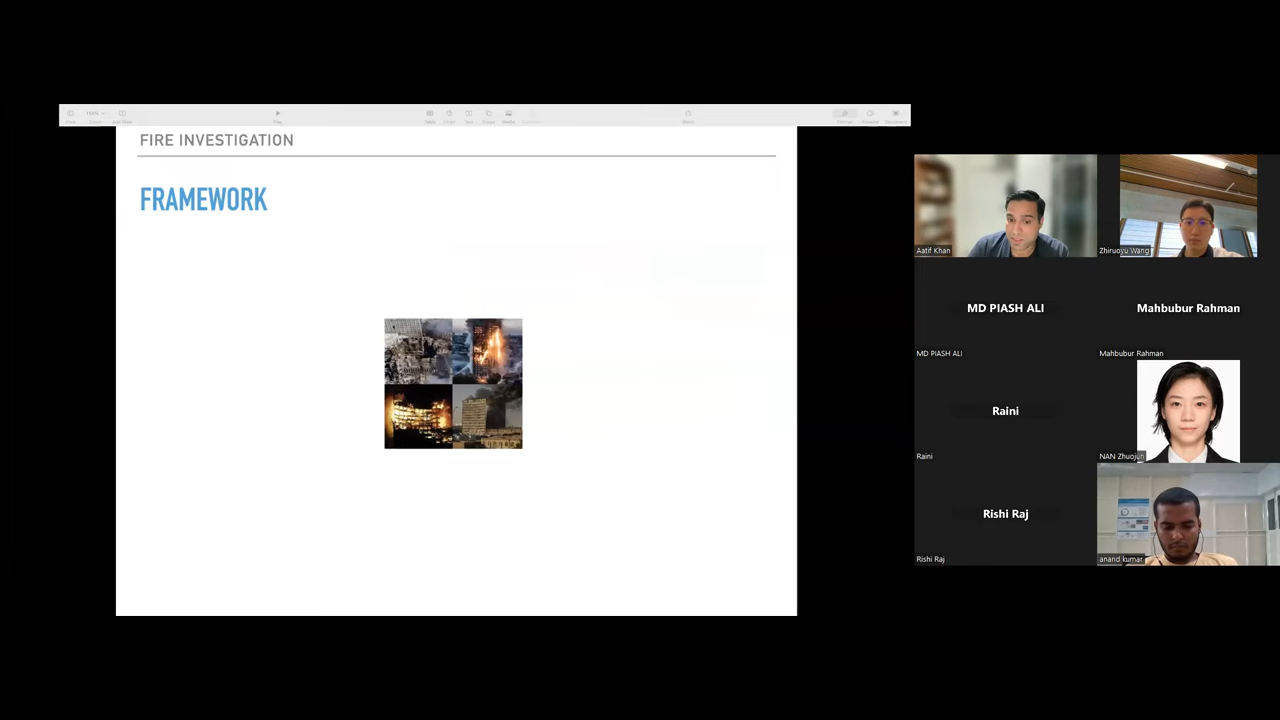 FIRE INVESTIGATION
FRAMEWORK
Aatif Khan
Zhiruoyu Wang
MD PIASH ALI
Mahbubur Rahman
MD PIASH ALI
Mahbubur Rahman
Raini
Raini
NAN Zhuojun
Rishi Raj
Rishi Raj
anand kumar